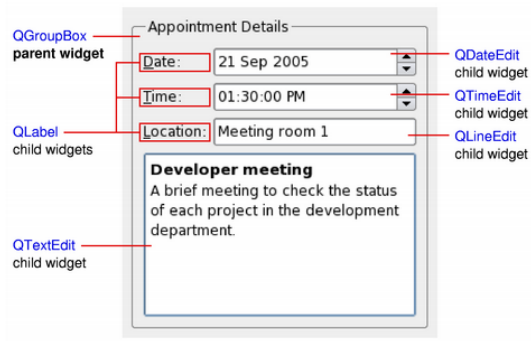 Appointment Details
QGroupBox
parent widget
Date:
21 Sep 2005
QDateEdit
child widget
Time:
01:30:00 PM
QTimeEdit
child widget
QLabel
child widgets
Location:
Meeting room 1
QLineEdit
child widget
Developer meeting
A brief meeting to check the status
of each project in the development
department.
QTextEdit
child widget